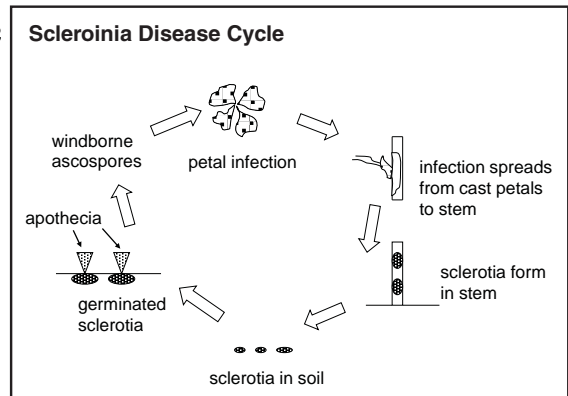 Scleroinia Disease Cycle
windborne
ascospores
petal infection
infection spreads
from cast petals
to stem
apothecia
sclerotia form
in stem
germinated
sclerotia
sclerotia in soil